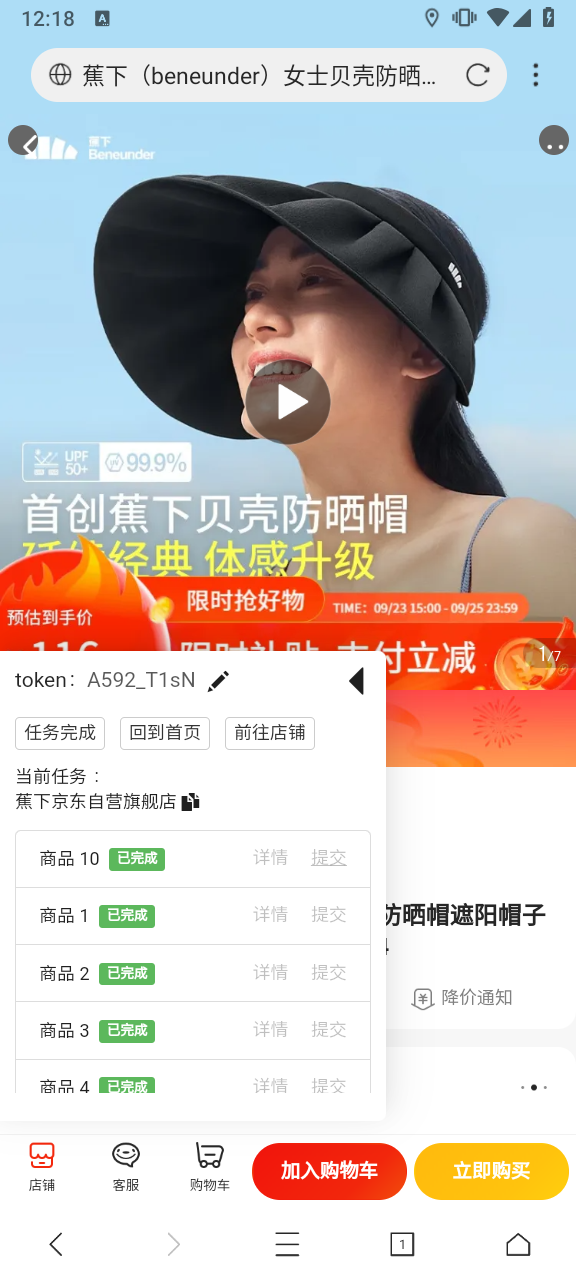 12:18
A
蕉下（beneunder）女士贝壳防晒...
蕉下
Beneunder
UPF
50+
UV
99.9%
首创蕉下贝壳防晒帽
延续经典 体感升级
限时抢好物
TIME：09/23 15:00 - 09/25 23:59
预估到手价
116
限时补贴 支付立减
1/7
token：A592_T1sN
任务完成
回到首页
前往店铺
当前任务：
蕉下京东自营旗舰店
商品 10 已完成 详情 提交
商品 1 已完成 详情 提交
商品 2 已完成 详情 提交
商品 3 已完成 详情 提交
商品 4 已完成 详情 提交
防晒帽遮阳帽子
降价通知
店铺
客服
购物车
加入购物车
立即购买
1